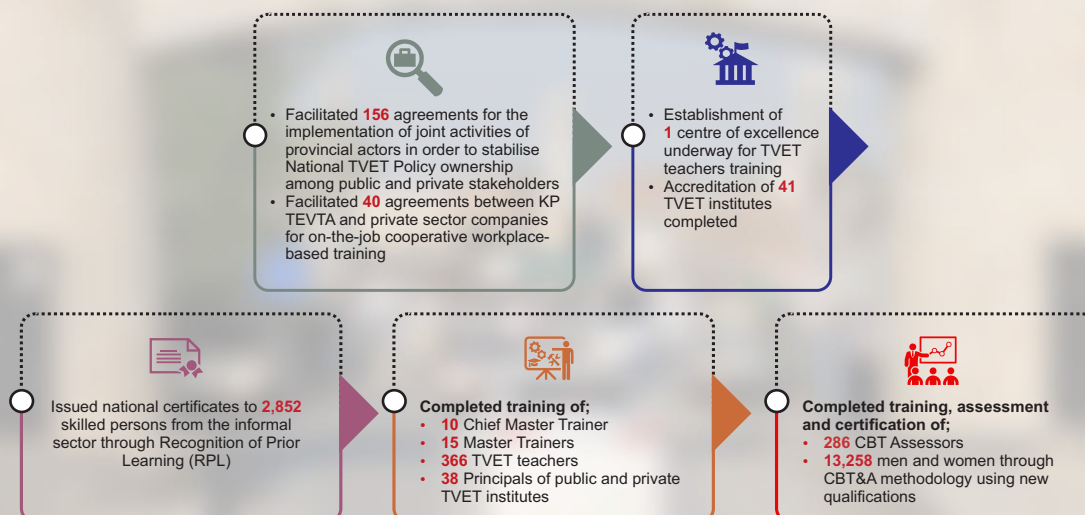 • Facilitated 156 agreements for the
implementation of joint activities of
provincial actors in order to stabilise
National TVET Policy ownership
among public and private stakeholders
• Facilitated 40 agreements between KP
TEVTA and private sector companies
for on-the-job cooperative workplace-
based training
• Establishment of
1 centre of excellence
underway for TVET
teachers training
• Accreditation of 41
TVET institutes
completed
Issued national certificates to 2,852
skilled persons from the informal
sector through Recognition of Prior
Learning (RPL)
Completed training of;
• 10 Chief Master Trainer
• 15 Master Trainers
• 366 TVET teachers
• 38 Principals of public and private
TVET institutes
Completed training, assessment
and certification of;
• 286 CBT Assessors
• 13,258 men and women through
CBT&A methodology using new
qualifications